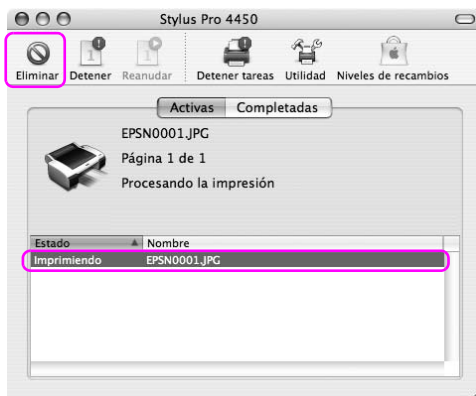 Stylus Pro 4450
Eliminar Detener Reanudar Detener tareas Utilidad Niveles de recambios
Activas Completadas
EPSN0001.JPG
Página 1 de 1
Procesando la impresión
Estado Nombre
Imprimiendo EPSN0001.JPG